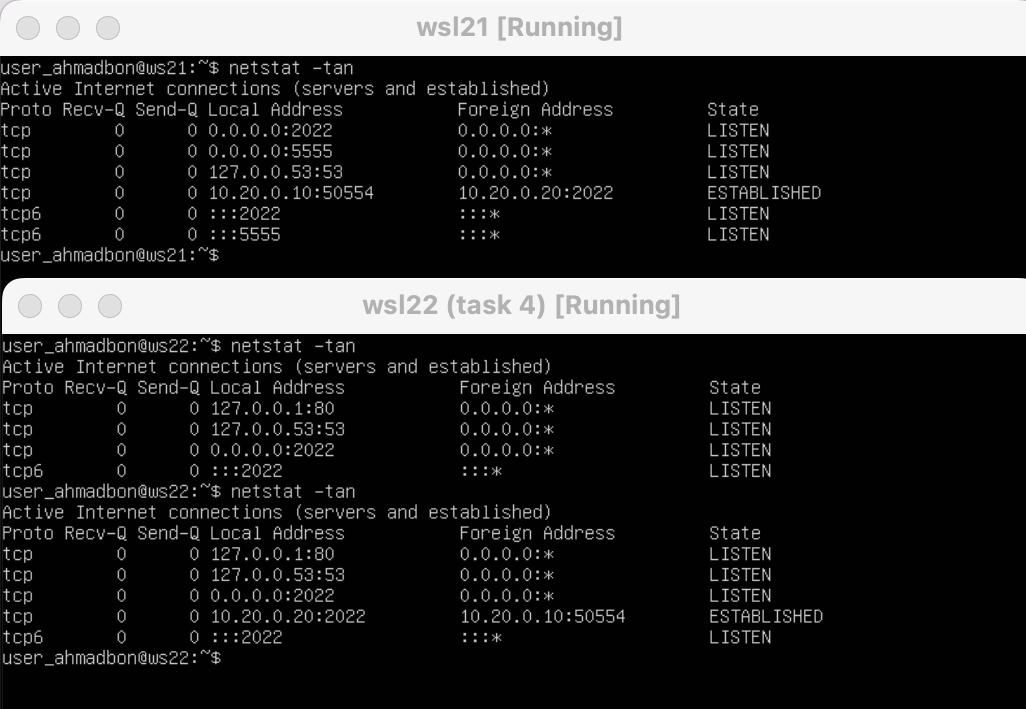 wsl21 [Running]
user_ahmadbon@ws21:~$ netstat -tan
Active Internet connections (servers and established)
Proto Recv-Q Send-Q Local Address           Foreign Address         State
tcp        0      0 0.0.0.0:2022            0.0.0.0:*               LISTEN
tcp        0      0 0.0.0.0:5555            0.0.0.0:*               LISTEN
tcp        0      0 127.0.0.53:53           0.0.0.0:*               LISTEN
tcp        0      0 10.20.0.10:50554        10.20.0.20:2022         ESTABLISHED
tcp6       0      0 :::2022                 :::*                    LISTEN
tcp6       0      0 :::5555                 :::*                    LISTEN
user_ahmadbon@ws21:~$
wsl22 (task 4) [Running]
user_ahmadbon@ws22:~$ netstat -tan
Active Internet connections (servers and established)
Proto Recv-Q Send-Q Local Address           Foreign Address         State
tcp        0      0 127.0.0.1:80            0.0.0.0:*               LISTEN
tcp        0      0 127.0.0.53:53           0.0.0.0:*               LISTEN
tcp        0      0 0.0.0.0:2022            0.0.0.0:*               LISTEN
tcp6       0      0 :::2022                 :::*                    LISTEN
user_ahmadbon@ws22:~$ netstat -tan
Active Internet connections (servers and established)
Proto Recv-Q Send-Q Local Address           Foreign Address         State
tcp        0      0 127.0.0.1:80            0.0.0.0:*               LISTEN
tcp        0      0 127.0.0.53:53           0.0.0.0:*               LISTEN
tcp        0      0 0.0.0.0:2022            0.0.0.0:*               LISTEN
tcp        0      0 10.20.0.20:2022         10.20.0.10:50554        ESTABLISHED
tcp6       0      0 :::2022                 :::*                    LISTEN
user_ahmadbon@ws22:~$